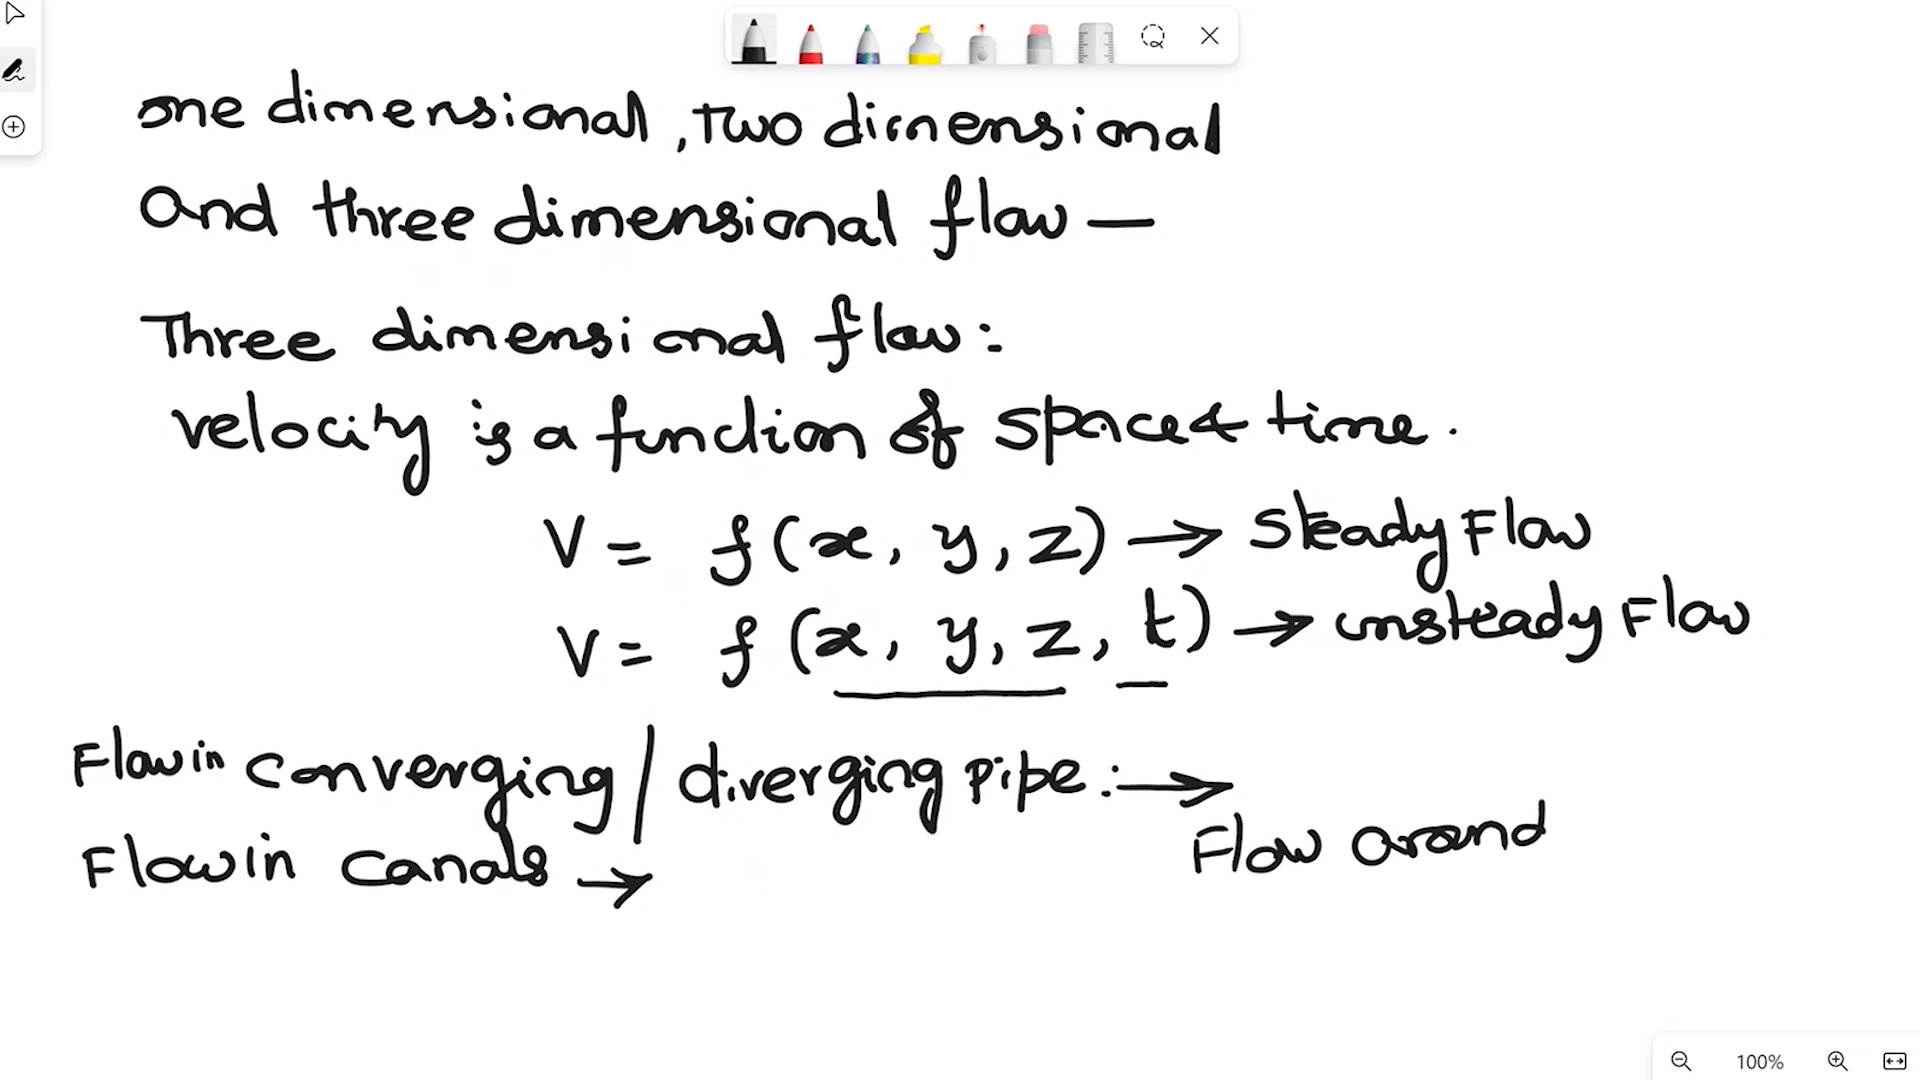 one dimensional, Two dimensional
and three dimensional flow —
Three dimensional flow:
velocity is a function of space & time.
V = f(x, y, z) → Steady Flow
V = f(x, y, z, t) → unsteady Flow
Flow in converging / diverging pipe: →
Flow in canals →
Flow around
100%